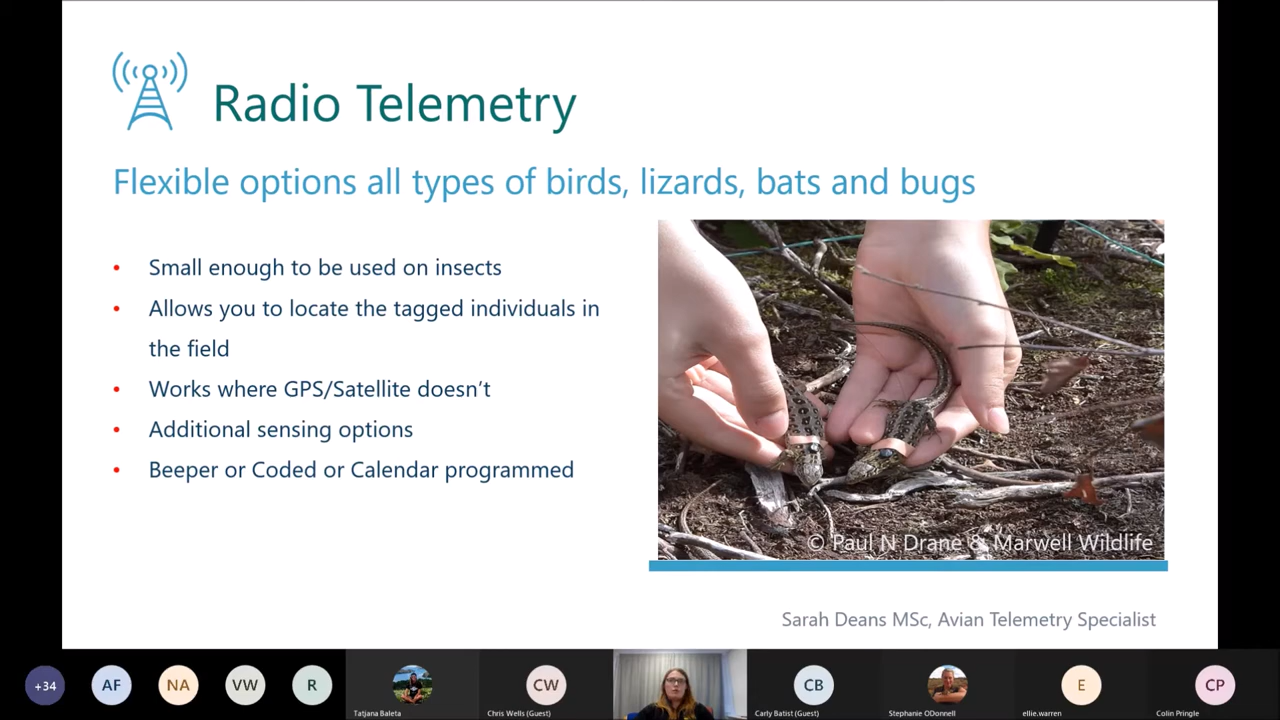 Radio Telemetry
Flexible options all types of birds, lizards, bats and bugs
• Small enough to be used on insects
• Allows you to locate the tagged individuals in
the field
• Works where GPS/Satellite doesn't
• Additional sensing options
• Beeper or Coded or Calendar programmed
© Paul N Drane & Marwell Wildlife
Sarah Deans MSc, Avian Telemetry Specialist
+34
AF
NA
VW
R
CW
CB
E
CP
Tatjana Baleta
Chris Wells (Guest)
Carly Batist (Guest)
Stephanie ODonnell
ellie.warren
Colin Pringle